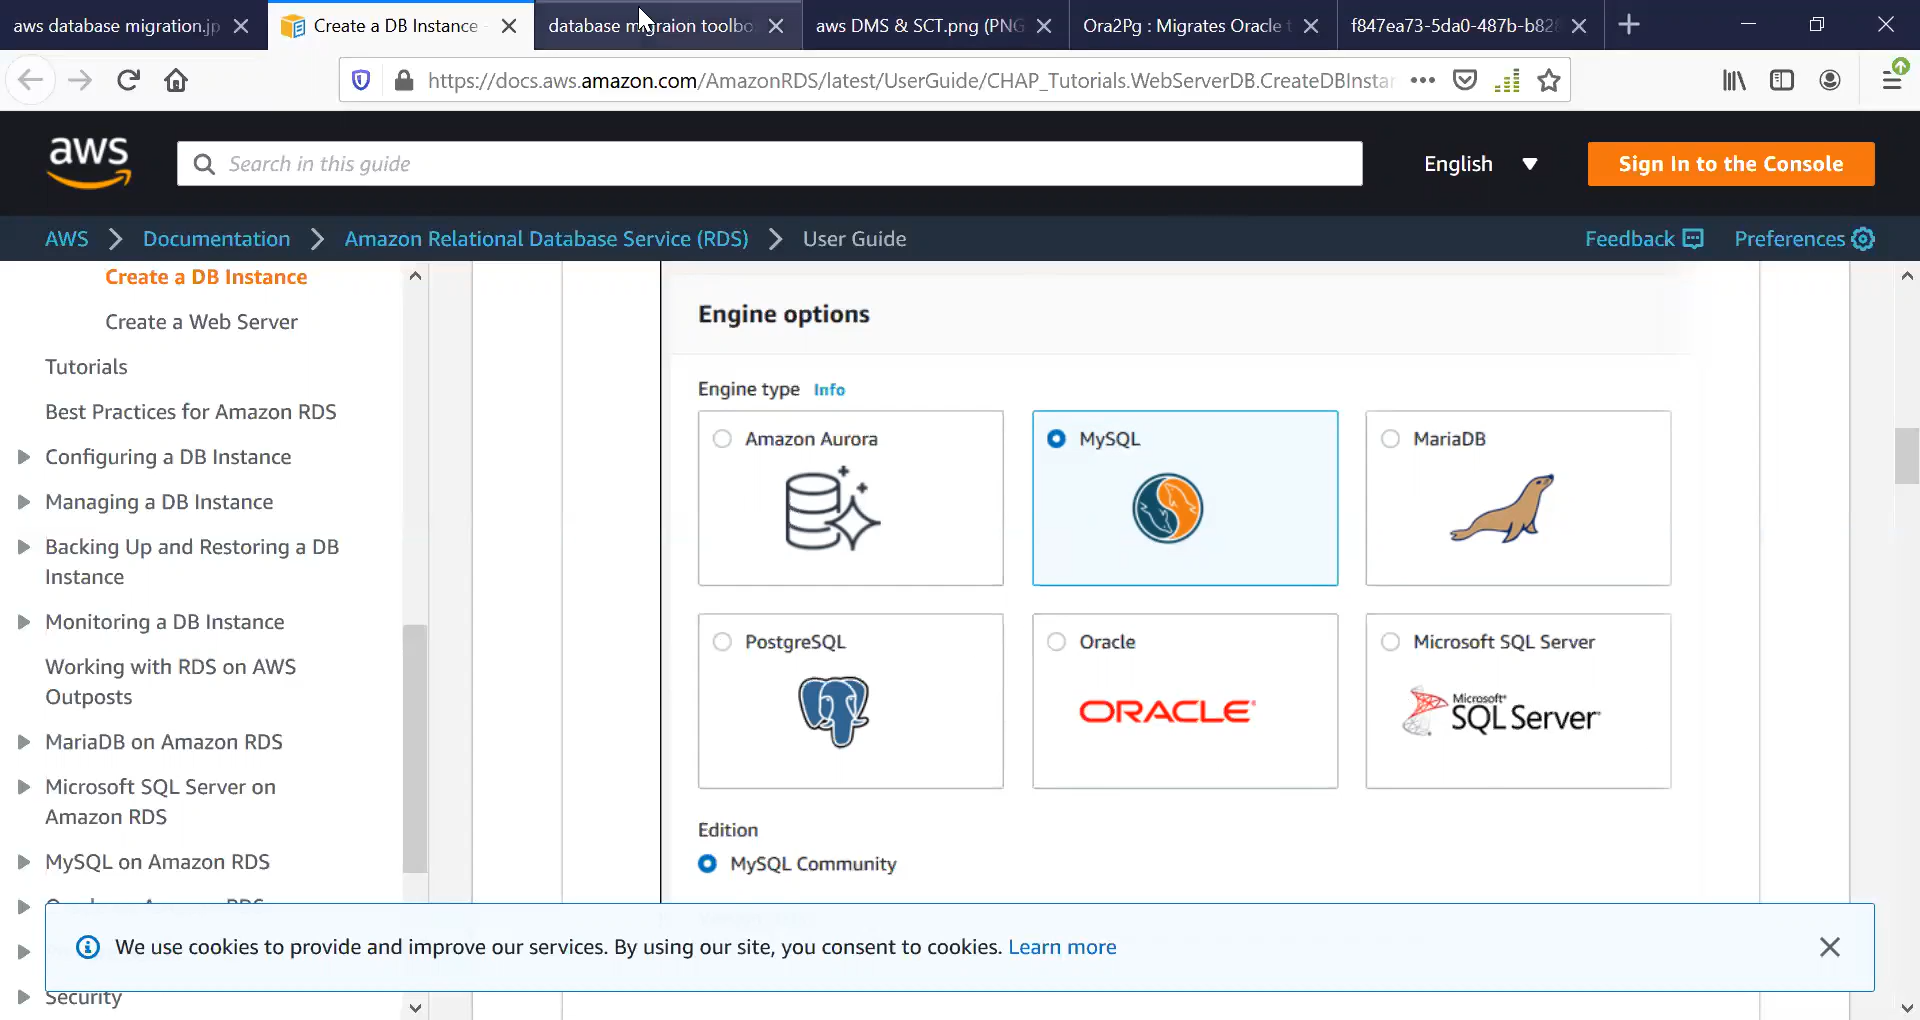 aws database migration.jp
Create a DB Instance -
database migraion toolbo
aws DMS & SCT.png (PNG
Ora2Pg : Migrates Oracle t
f847ea73-5da0-487b-b828
https://docs.aws.amazon.com/AmazonRDS/latest/UserGuide/CHAP_Tutorials.WebServerDB.CreateDBInstar
aws
Search in this guide
English
Sign In to the Console
AWS > Documentation > Amazon Relational Database Service (RDS) > User Guide
Feedback
Preferences
Create a DB Instance
Create a Web Server
Tutorials
Best Practices for Amazon RDS
Configuring a DB Instance
Managing a DB Instance
Backing Up and Restoring a DB
Instance
Monitoring a DB Instance
Working with RDS on AWS
Outposts
MariaDB on Amazon RDS
Microsoft SQL Server on
Amazon RDS
MySQL on Amazon RDS
Security
Engine options
Engine type Info
Amazon Aurora
MySQL
MariaDB
PostgreSQL
Oracle
ORACLE
Microsoft SQL Server
Microsoft
SQL Server
Edition
MySQL Community
We use cookies to provide and improve our services. By using our site, you consent to cookies. Learn more